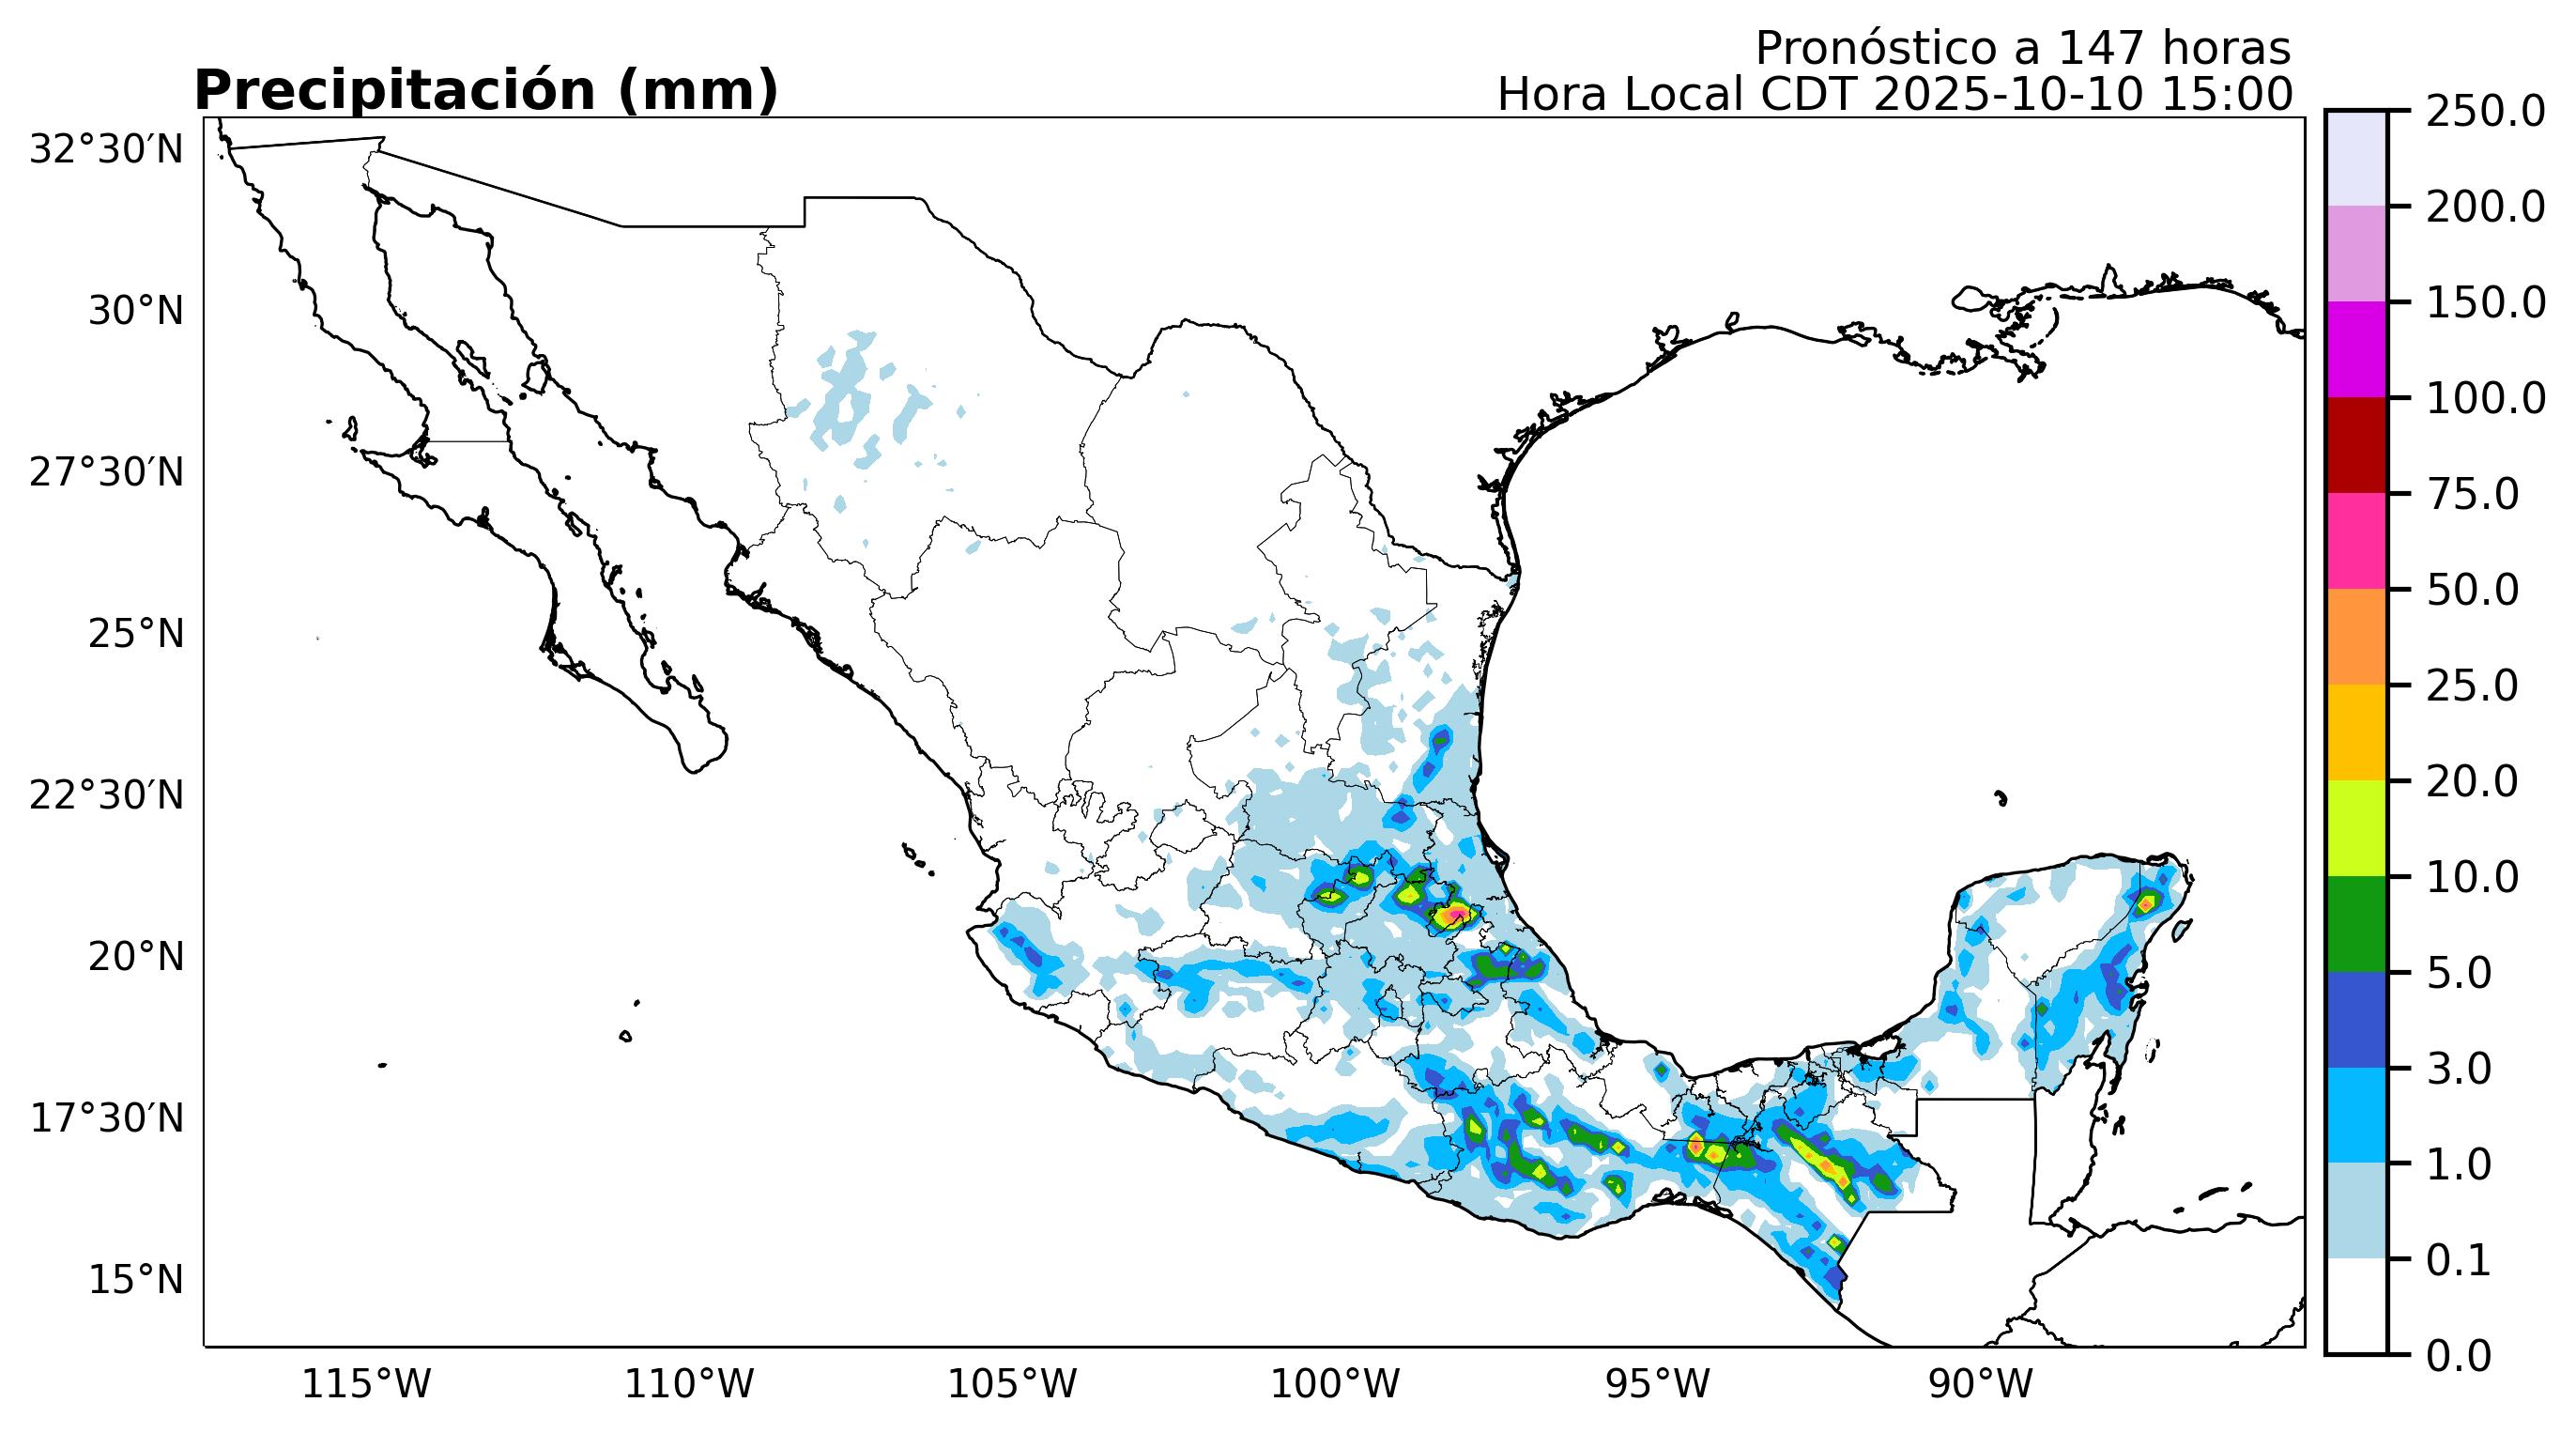 Pronóstico a 147 horas
Precipitación (mm)
Hora Local CDT 2025-10-10 15:00
32°30′N
30°N
27°30′N
25°N
22°30′N
20°N
17°30′N
15°N
115°W
110°W
105°W
100°W
95°W
90°W
250.0
200.0
150.0
100.0
75.0
50.0
25.0
20.0
10.0
5.0
3.0
1.0
0.1
0.0